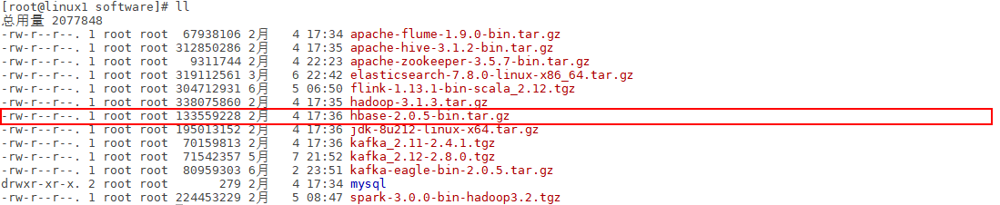 [root@linux1 software]# ll
总用量 2077848
-rw-r--r--. 1 root root  67938106 2月   4 17:34 apache-flume-1.9.0-bin.tar.gz
-rw-r--r--. 1 root root 312850286 2月   4 17:35 apache-hive-3.1.2-bin.tar.gz
-rw-r--r--. 1 root root   9311744 2月   4 22:23 apache-zookeeper-3.5.7-bin.tar.gz
-rw-r--r--. 1 root root 319112561 3月   6 22:42 elasticsearch-7.8.0-linux-x86_64.tar.gz
-rw-r--r--. 1 root root 304712931 6月   5 06:50 flink-1.13.1-bin-scala_2.12.tgz
-rw-r--r--. 1 root root 338075860 2月   4 17:35 hadoop-3.1.3.tar.gz
-rw-r--r--. 1 root root 133559228 2月   4 17:36 hbase-2.0.5-bin.tar.gz
-rw-r--r--. 1 root root 195013152 2月   4 17:36 jdk-8u212-linux-x64.tar.gz
-rw-r--r--. 1 root root  70159813 2月   4 17:36 kafka_2.11-2.4.1.tgz
-rw-r--r--. 1 root root  71542357 5月   7 21:52 kafka_2.12-2.8.0.tgz
-rw-r--r--. 1 root root  80959303 6月   2 23:51 kafka-eagle-bin-2.0.5.tar.gz
drwxr-xr-x. 2 root root       279 2月   4 17:34 mysql
-rw-r--r--. 1 root root 224453229 2月   5 08:47 spark-3.0.0-bin-hadoop3.2.tgz